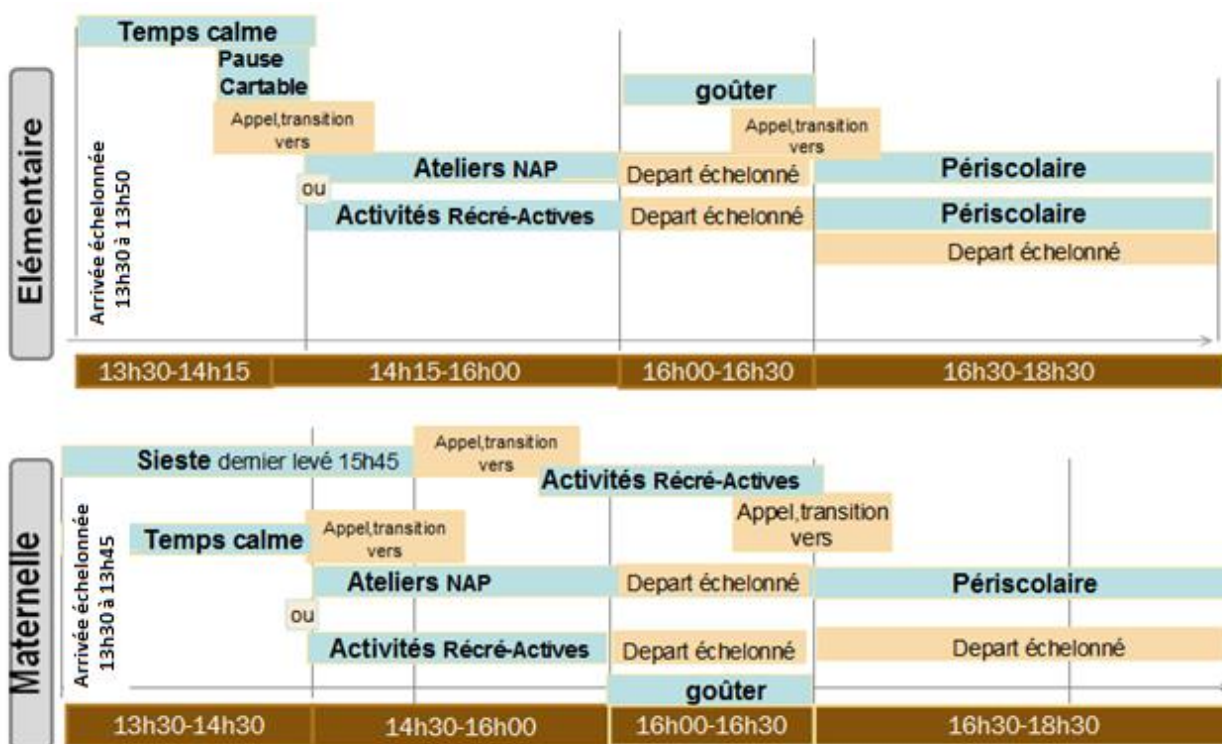 Elémentaire
Arrivée échelonnée
13h30 à 13h50
Temps calme
Pause
Cartable
Appel,transition
vers
goûter
Appel,transition
vers
ou
Ateliers NAP
Depart échelonné
Périscolaire
Activités Récré-Actives
Depart échelonné
Périscolaire
Depart échelonné
13h30-14h15
14h15-16h00
16h00-16h30
16h30-18h30
Maternelle
Arrivée échelonnée
13h30 à 13h45
Sieste dernier levé 15h45
Appel,transition
vers
Activités Récré-Actives
Appel,transition
vers
Temps calme
Appel,transition
vers
Ateliers NAP
Depart échelonné
Périscolaire
ou
Activités Récré-Actives
Depart échelonné
Depart échelonné
goûter
13h30-14h30
14h30-16h00
16h00-16h30
16h30-18h30